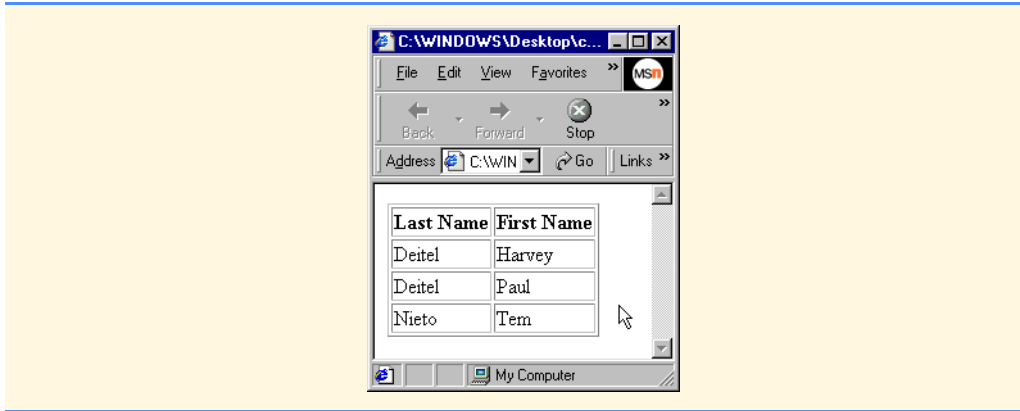 C:\WINDOWS\Desktop\c...
File Edit View Favorites »
msn
Back Forward Stop »
Address C:\WIN Go Links »
Last Name First Name
Deitel Harvey
Deitel Paul
Nieto Tem
My Computer